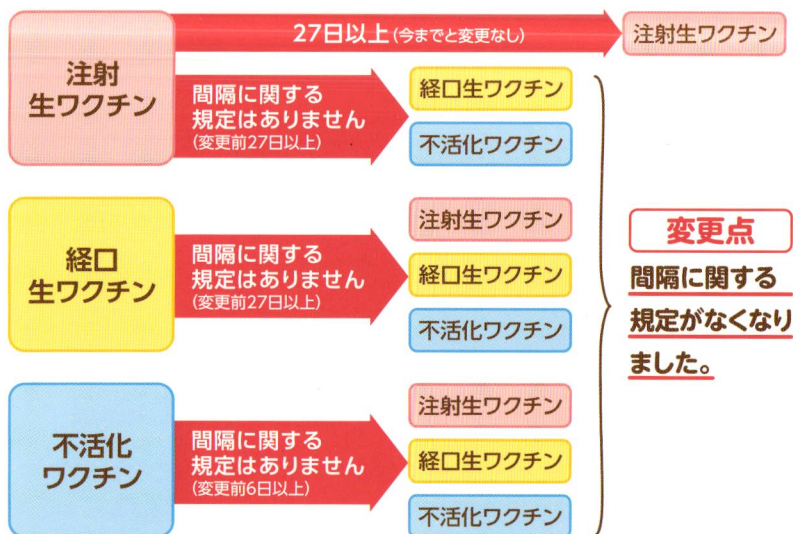 注射
生ワクチン
27日以上(今までと変更なし)
注射生ワクチン
間隔に関する
規定はありません
(変更前27日以上)
経口生ワクチン
不活化ワクチン
経口
生ワクチン
間隔に関する
規定はありません
(変更前27日以上)
注射生ワクチン
経口生ワクチン
不活化ワクチン
不活化
ワクチン
間隔に関する
規定はありません
(変更前6日以上)
注射生ワクチン
経口生ワクチン
不活化ワクチン
変更点
間隔に関する
規定がなくなり
ました。